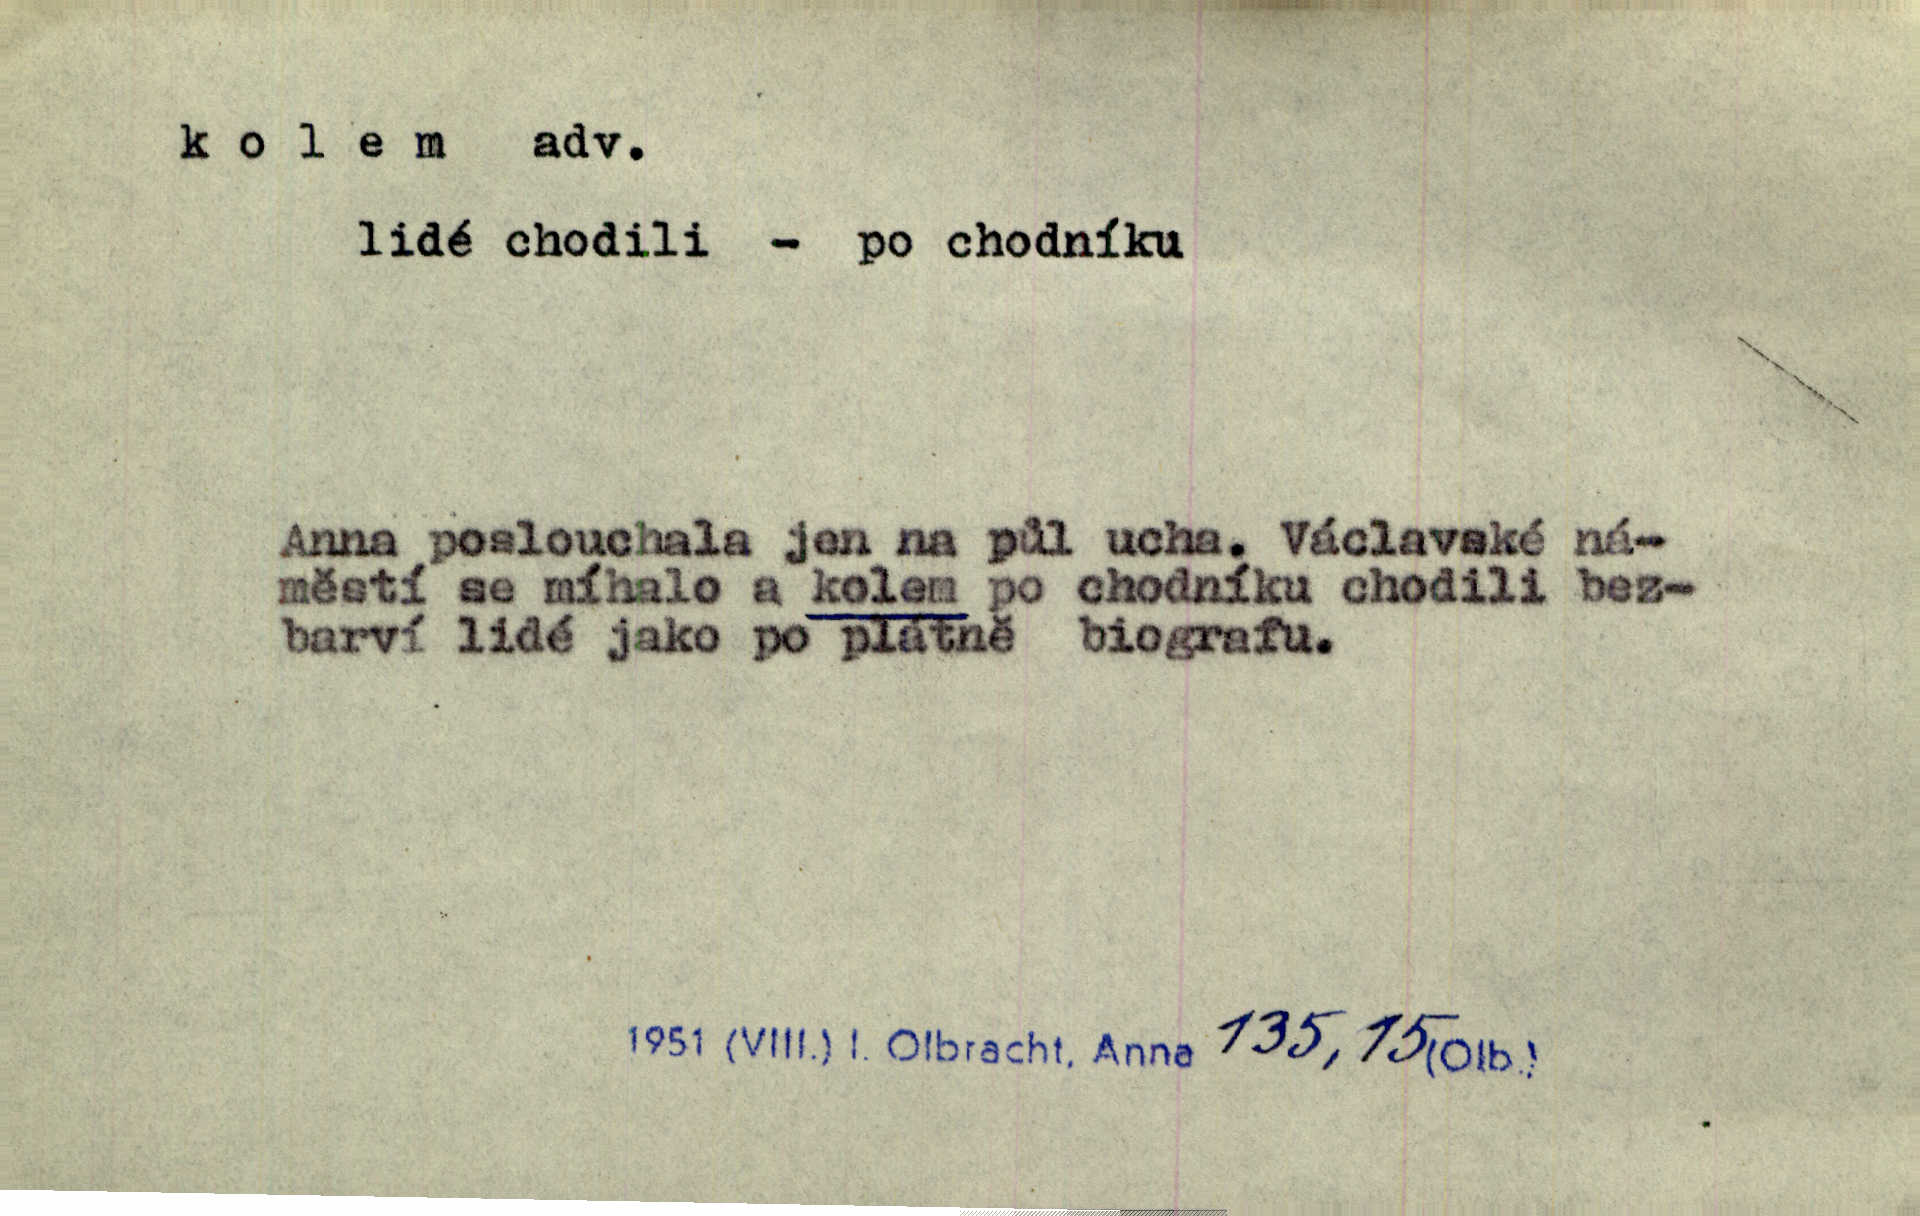 k o l e m adv.
lidé chodili - po chodníku
Anna poslouchala jen na půl ucha. Václavské ná-
městí se míhalo a kolem po chodníku chodili bez-
barví lidé jako po plátně biografu.
1951 (VIII.) I. Olbracht, Anna 135, 15 (Olb.)